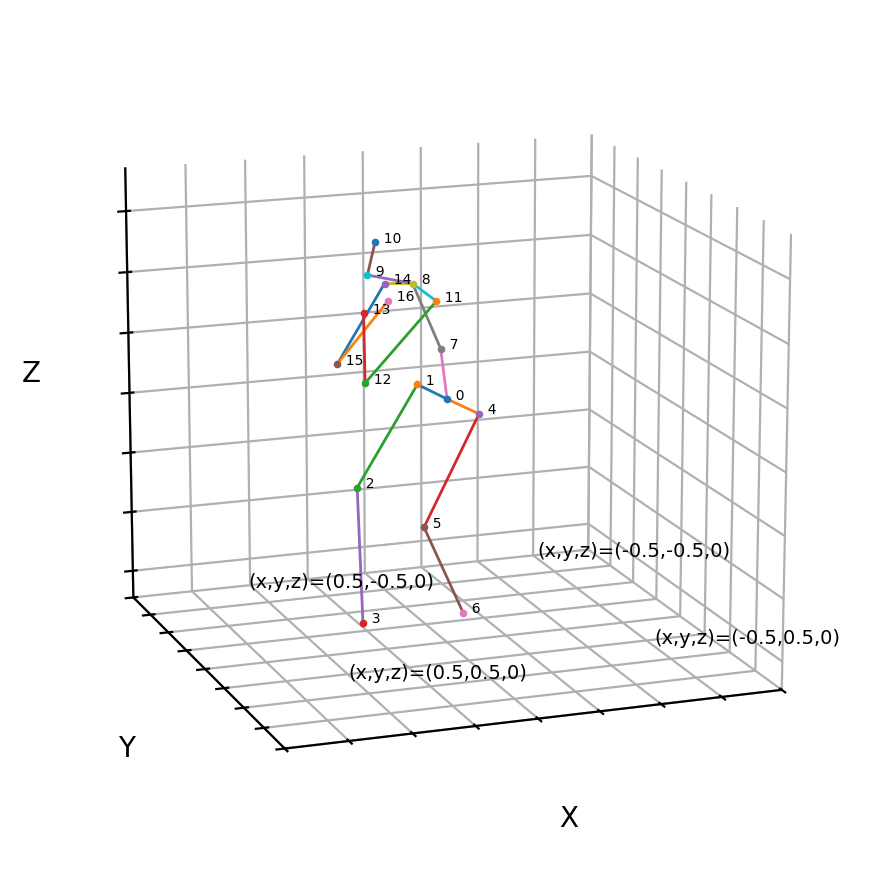 10
9
14
8
16
11
13
7
15
12
1
0
4
Z
2
5
(x,y,z)=(-0.5,-0.5,0)
(x,y,z)=(0.5,-0.5,0)
6
3
(x,y,z)=(-0.5,0.5,0)
(x,y,z)=(0.5,0.5,0)
Y
X